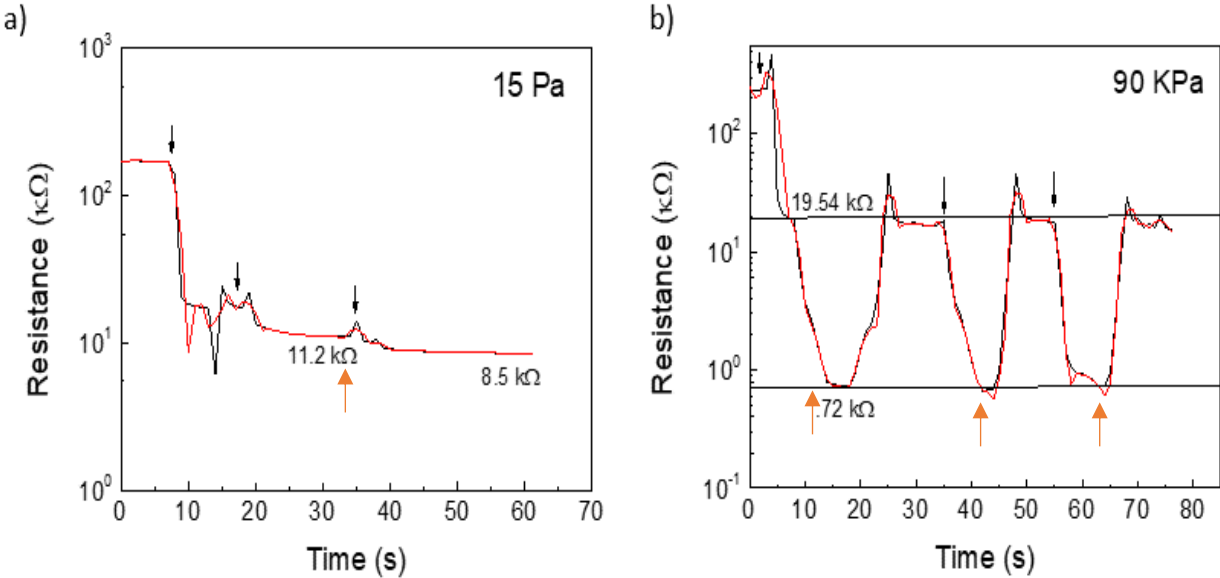 a)
15 Pa
Resistance (κΩ)
10³
10²
10¹
10⁰
11.2 kΩ
8.5 kΩ
0 10 20 30 40 50 60 70
Time (s)
b)
90 KPa
Resistance (κΩ)
10²
10¹
10⁰
10⁻¹
19.54 kΩ
.72 kΩ
0 10 20 30 40 50 60 70 80
Time (s)